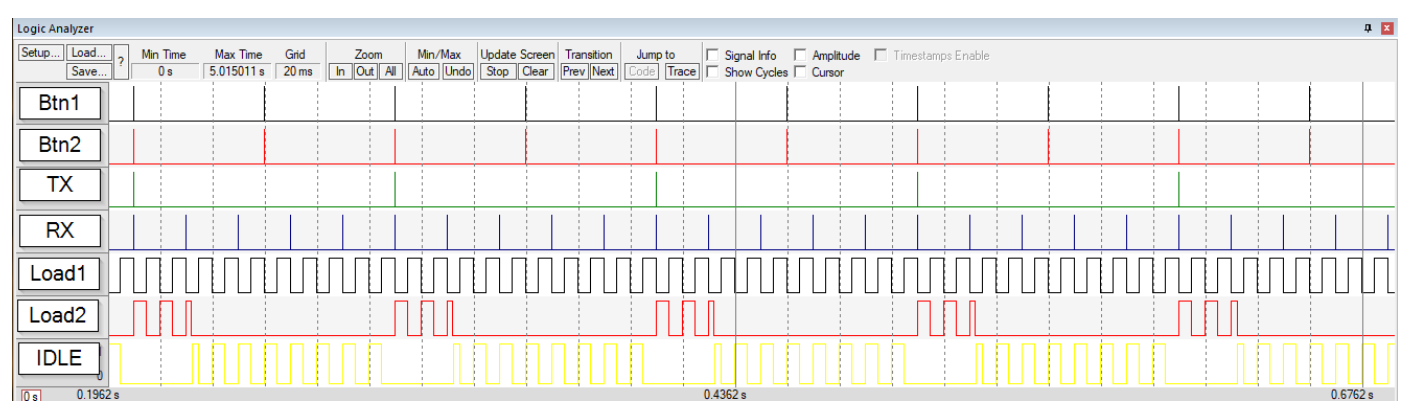 Logic Analyzer
Setup... Load... ? Min Time Max Time Grid Zoom Min/Max Update Screen Transition Jump to Signal Info Amplitude Timestamps Enable
Save... 0 s 5.015011 s 20 ms In Out All Auto Undo Stop Clear Prev Next Code Trace Show Cycles Cursor
Btn1
Btn2
TX
RX
Load1
Load2
IDLE
0
0 s 0.1962 s 0.4362 s 0.6762 s